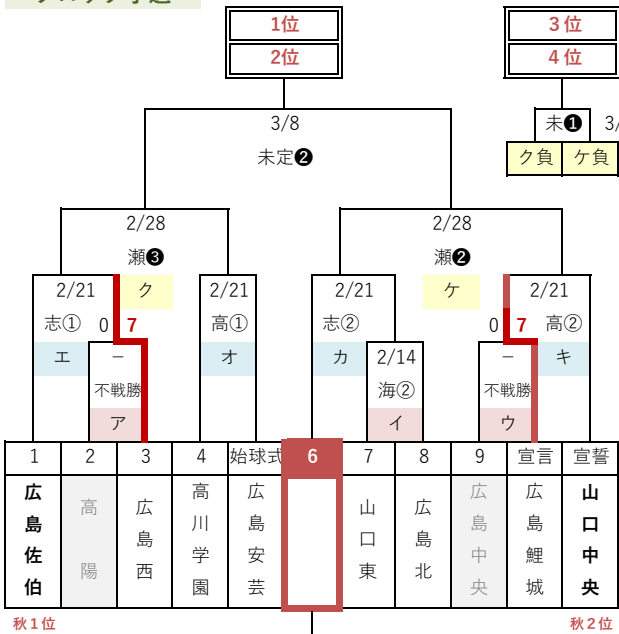 1位
2位
3位
4位
3/8
未定❷
未❶ 3/
ク負 ケ負
2/28
瀬❸
2/28
瀬❷
2/21 ク 2/21 2/21 ケ 2/21
志① 0 7 高① 志② 0 7 高②
エ － オ カ 2/14 － キ
不戦勝 海② 不戦勝
ア イ ウ
1 2 3 4 始球式 6 7 8 9 宣言 宣誓
広島佐伯
高陽
広島西
高川学園
広島安芸
山口東
広島北
広島中央
広島鯉城
山口中央
秋1位 秋2位